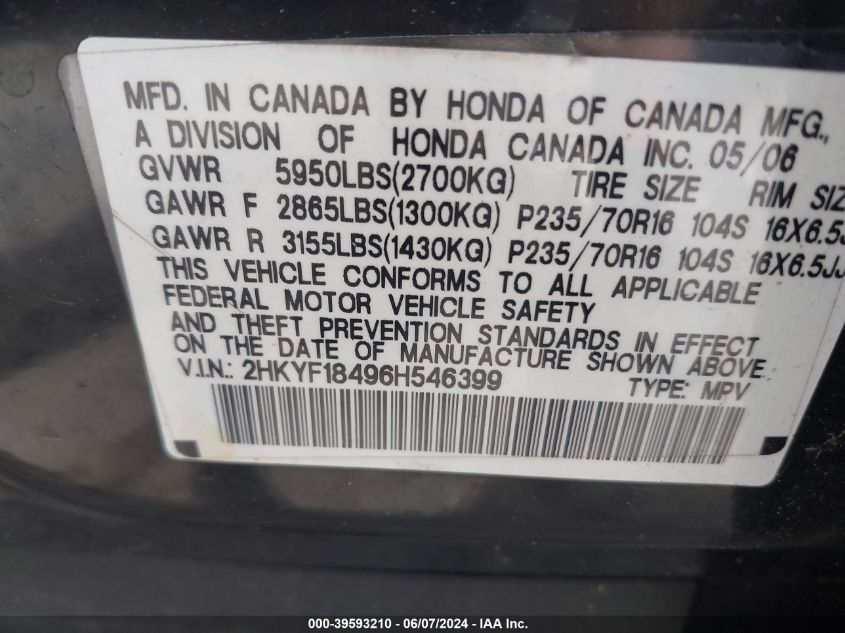 MFD. IN CANADA BY HONDA OF CANADA MFG.,
A DIVISION OF HONDA CANADA INC. 05/06
GVWR 5950LBS(2700KG) TIRE SIZE RIM SIZ
GAWR F 2865LBS(1300KG) P235/70R16 104S 16X6.5J
GAWR R 3155LBS(1430KG) P235/70R16 104S 16X6.5JJ
THIS VEHICLE CONFORMS TO ALL APPLICABLE
FEDERAL MOTOR VEHICLE SAFETY
AND THEFT PREVENTION STANDARDS IN EFFECT
ON THE DATE OF MANUFACTURE SHOWN ABOVE.
V.I.N.: 2HKYF18496H546399 TYPE: MPV
000-39593210 - 06/07/2024 - IAA Inc.